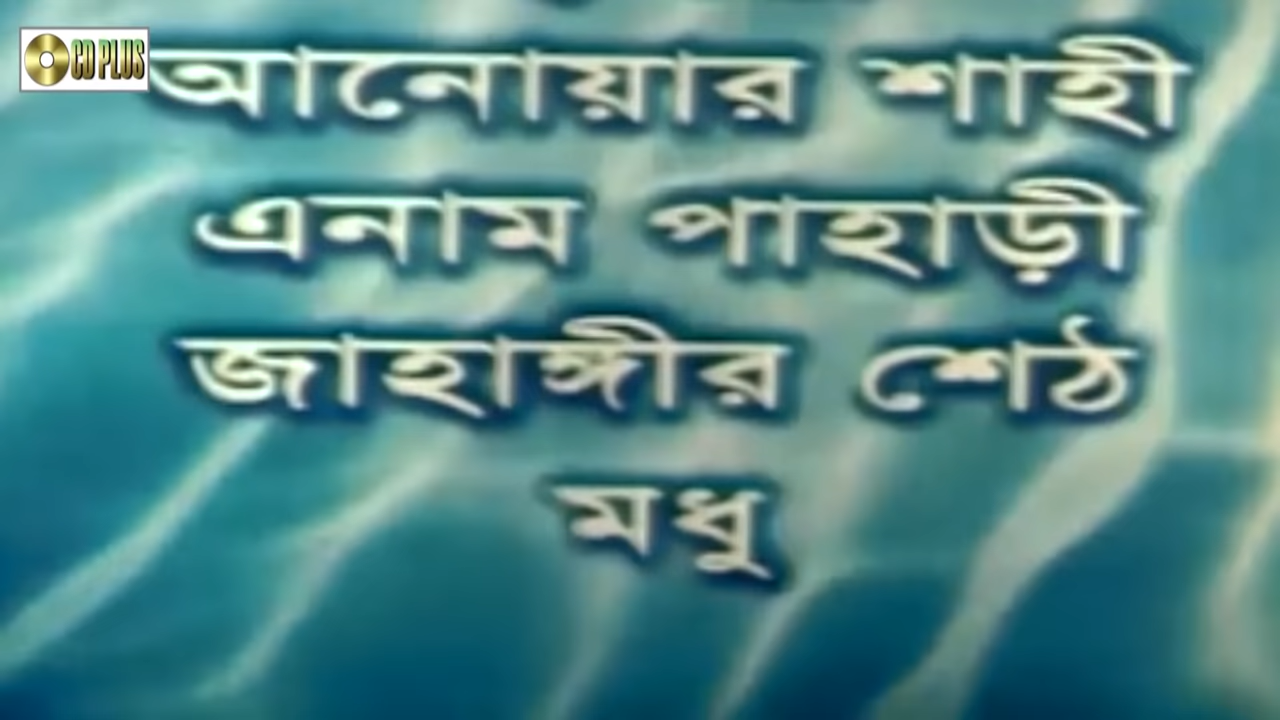 CD PLUS
আনোয়ার শাহী
এনাম পাহাড়ী
জাহাঙ্গীর শেঠ
মধু